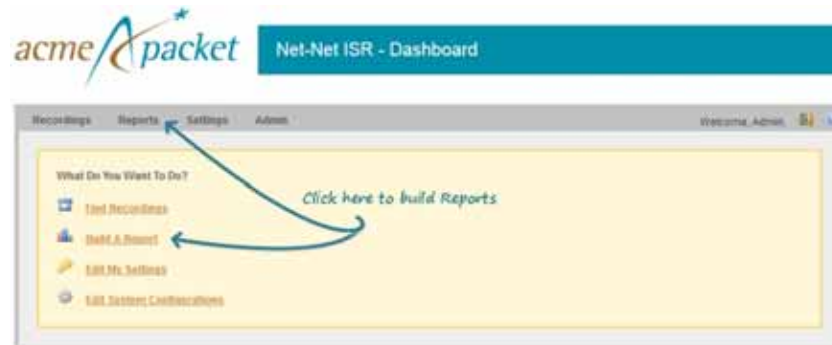 acme packet
Net-Net ISR - Dashboard
Recordings Reports Settings Admin Welcome, Admin
What Do You Want To Do?
Click here to build Reports
Find Recordings
Build A Report
Edit My Settings
Edit System Configurations